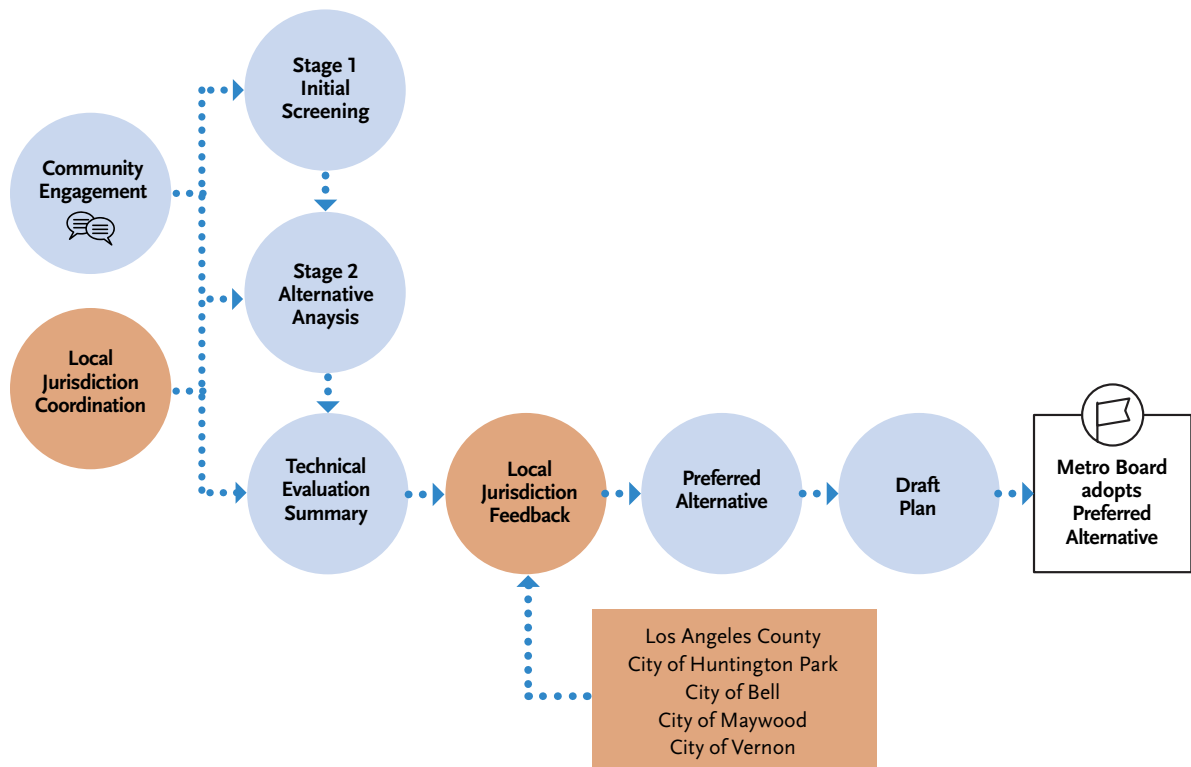 Stage 1
Initial
Screening
Community
Engagement
Stage 2
Alternative
Anaysis
Local
Jurisdiction
Coordination
Technical
Evaluation
Summary
Local
Jurisdiction
Feedback
Preferred
Alternative
Draft
Plan
Metro Board
adopts
Preferred
Alternative
Los Angeles County
City of Huntington Park
City of Bell
City of Maywood
City of Vernon